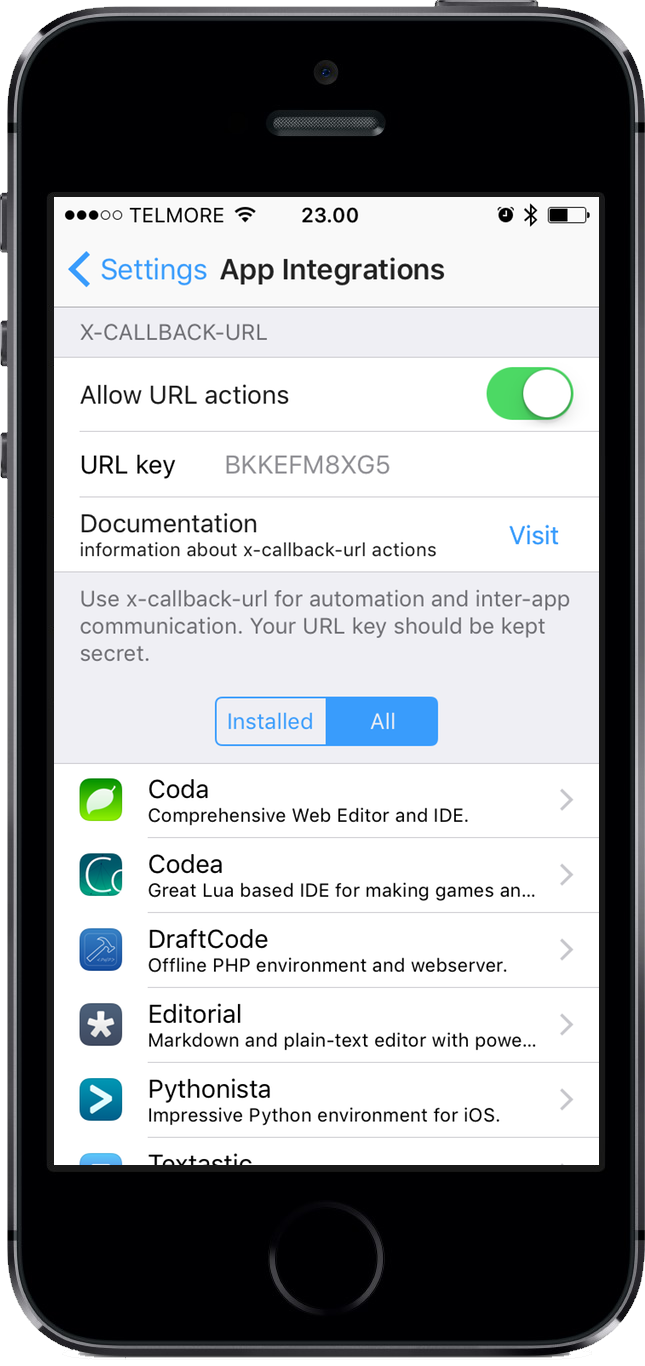 TELMORE 23.00
Settings App Integrations
X-CALLBACK-URL
Allow URL actions
URL key BKKEFM8XG5
Documentation
information about x-callback-url actions
Visit
Use x-callback-url for automation and inter-app
communication. Your URL key should be kept
secret.
Installed All
Coda
Comprehensive Web Editor and IDE.
Codea
Great Lua based IDE for making games an...
DraftCode
Offline PHP environment and webserver.
Editorial
Markdown and plain-text editor with powe...
Pythonista
Impressive Python environment for iOS.
Textastic